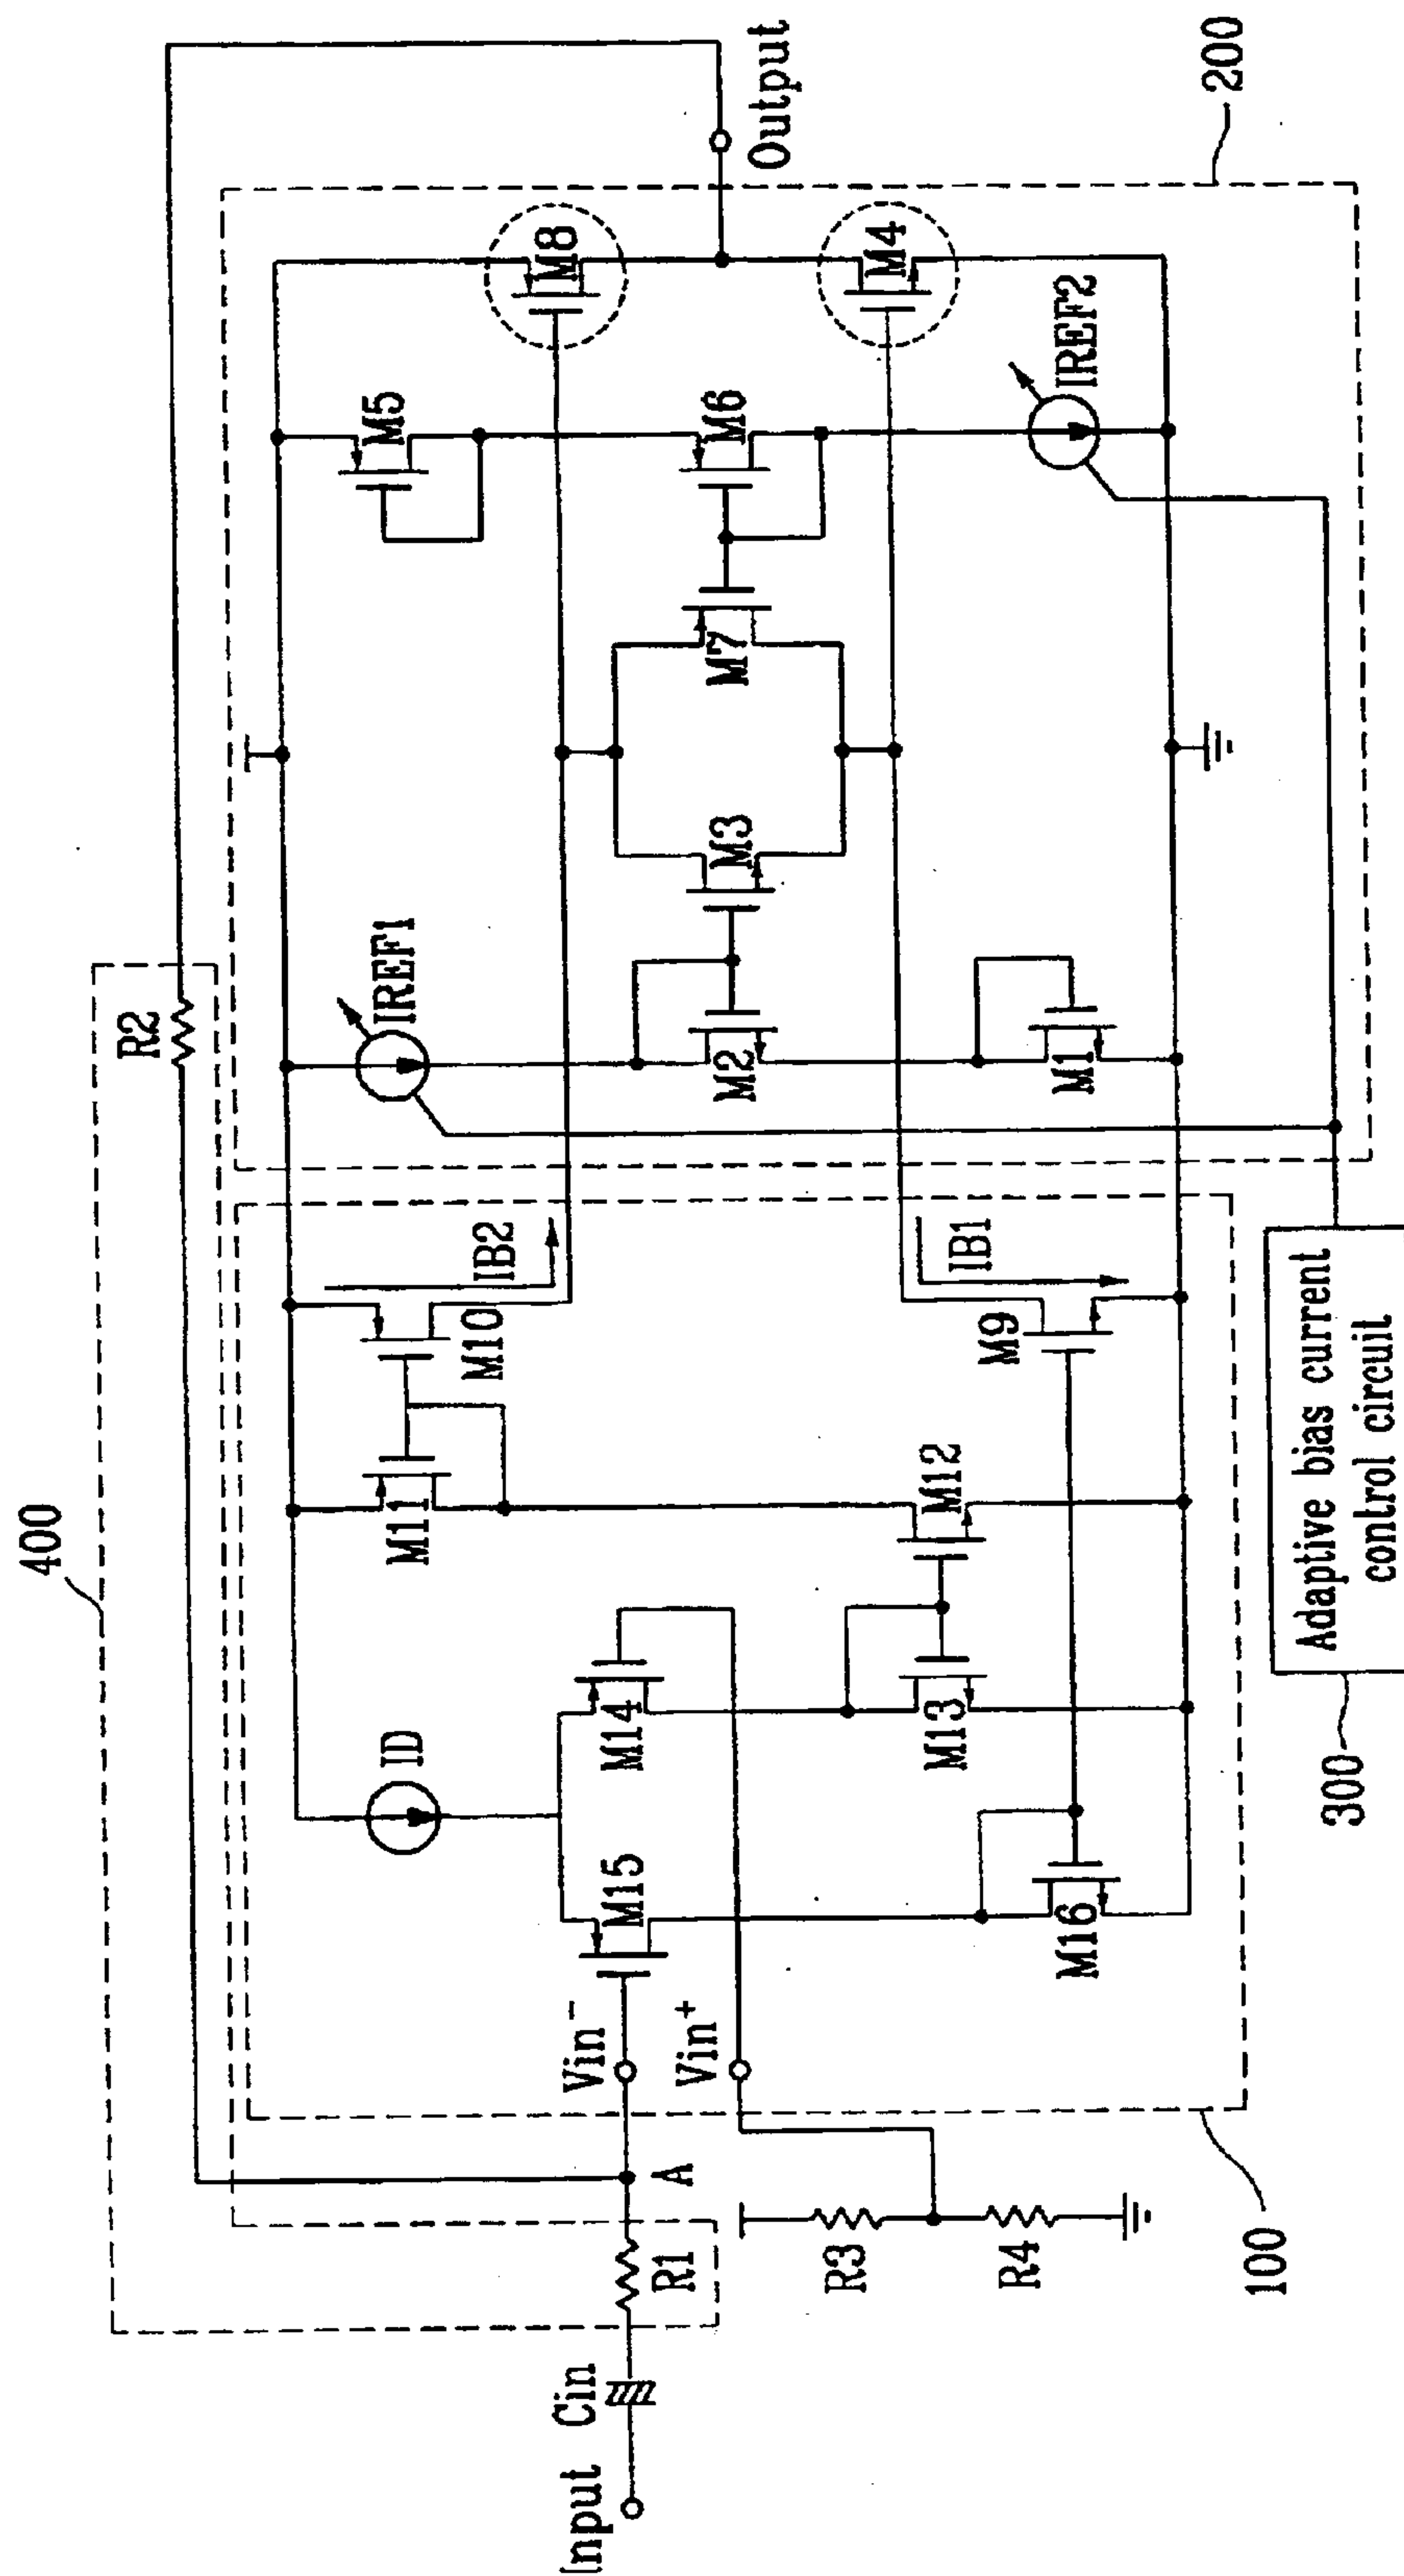 400
R2
R1
A
Input
Cin
Vin-
Vin+
R3
R4
100
ID
M15
M14
M16
M13
M11
M12
M10
IB2
M9
IB1
IREF1
M2
M1
M3
M7
M5
M6
IREF2
M8
M4
Output
200
300
Adaptive bias current
control circuit